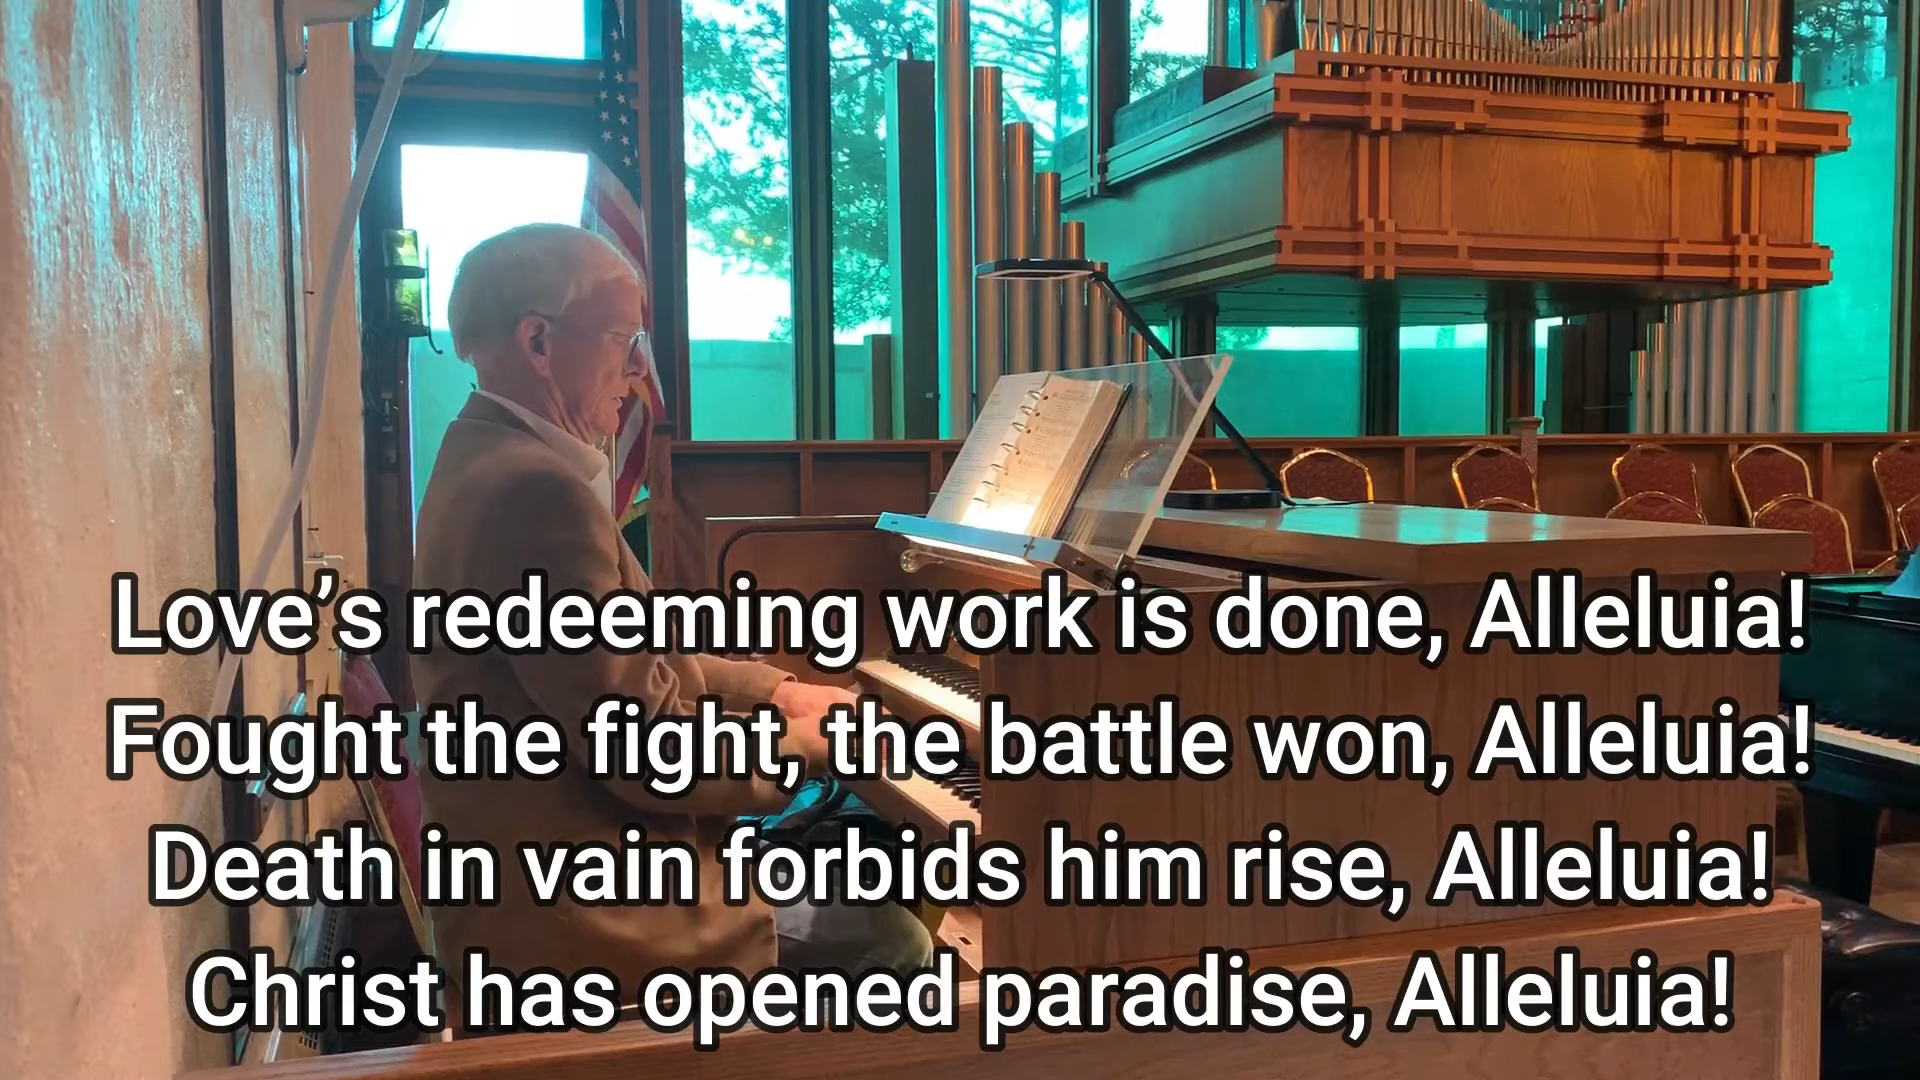 Love’s redeeming work is done, Alleluia!
Fought the fight, the battle won, Alleluia!
Death in vain forbids him rise, Alleluia!
Christ has opened paradise, Alleluia!